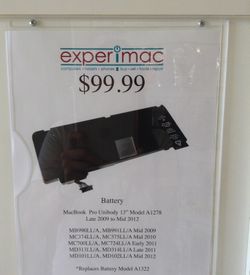 experimac
computers | tablets | phones | buy | sell | trade | repair
$99.99
Battery
MacBook Pro Unibody 13" Model A1278
Late 2009 to Mid 2012
MB990LL/A, MB991LL/A Mid 2009
MC374LL/A, MC375LL/A Mid 2010
MC700LL/A, MC724LL/A Early 2011
MD313LL/A, MD314LL/A Late 2011
MD101LL/A, MD102LL/A Mid 2012
*Replaces Battery Model A1322